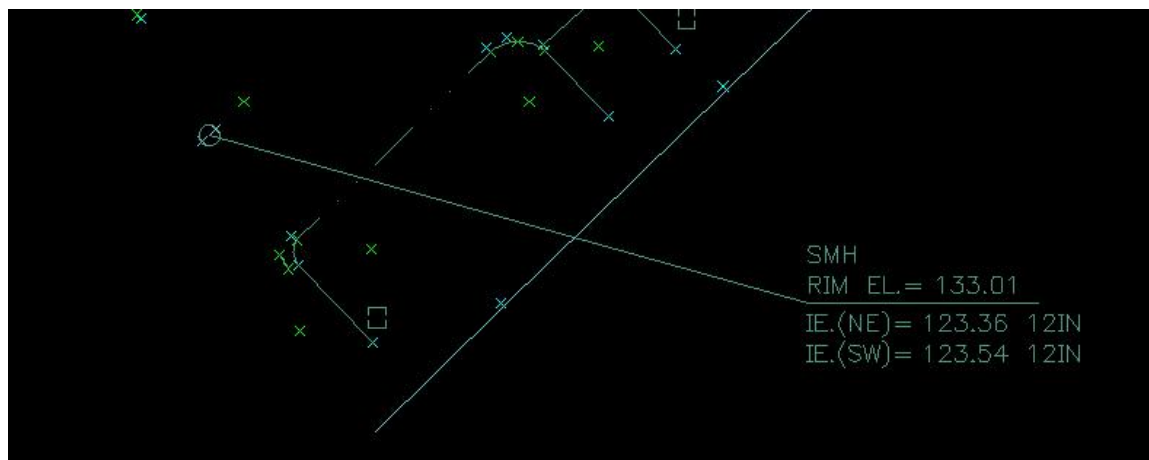 SMH
RIM EL.= 133.01
IE.(NE)= 123.36 12IN
IE.(SW)= 123.54 12IN